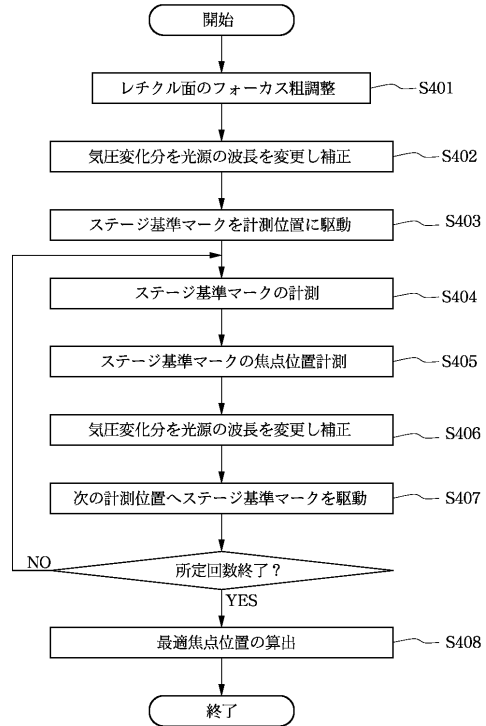 開始
レチクル面のフォーカス粗調整
S401
気圧変化分を光源の波長を変更し補正
S402
ステージ基準マークを計測位置に駆動
S403
ステージ基準マークの計測
S404
ステージ基準マークの焦点位置計測
S405
気圧変化分を光源の波長を変更し補正
S406
次の計測位置へステージ基準マークを駆動
S407
所定回数終了?
NO
YES
最適焦点位置の算出
S408
終了